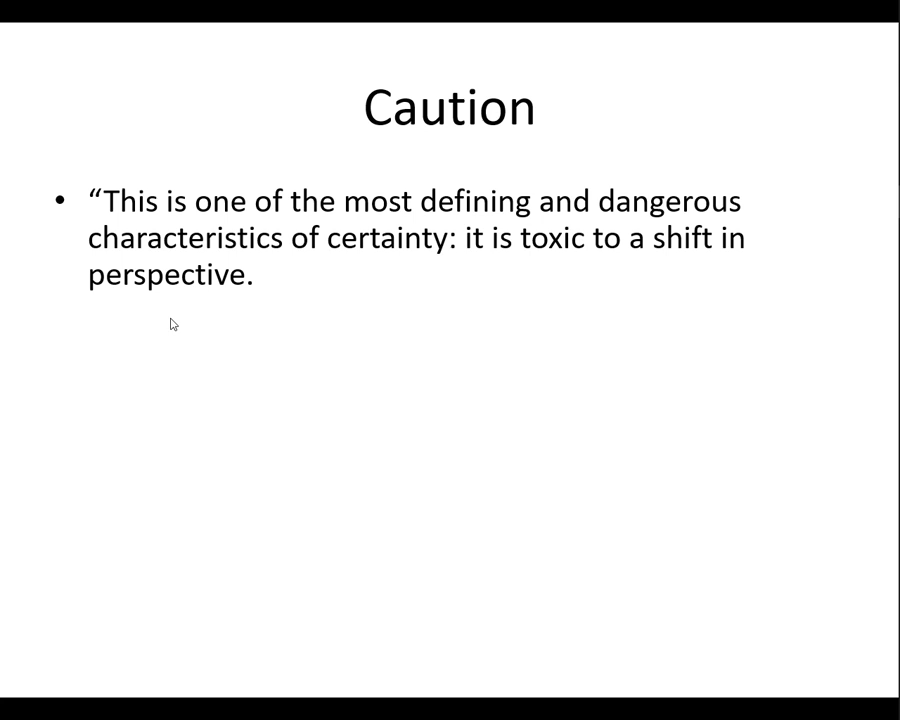 Caution
• “This is one of the most defining and dangerous
characteristics of certainty: it is toxic to a shift in
perspective.